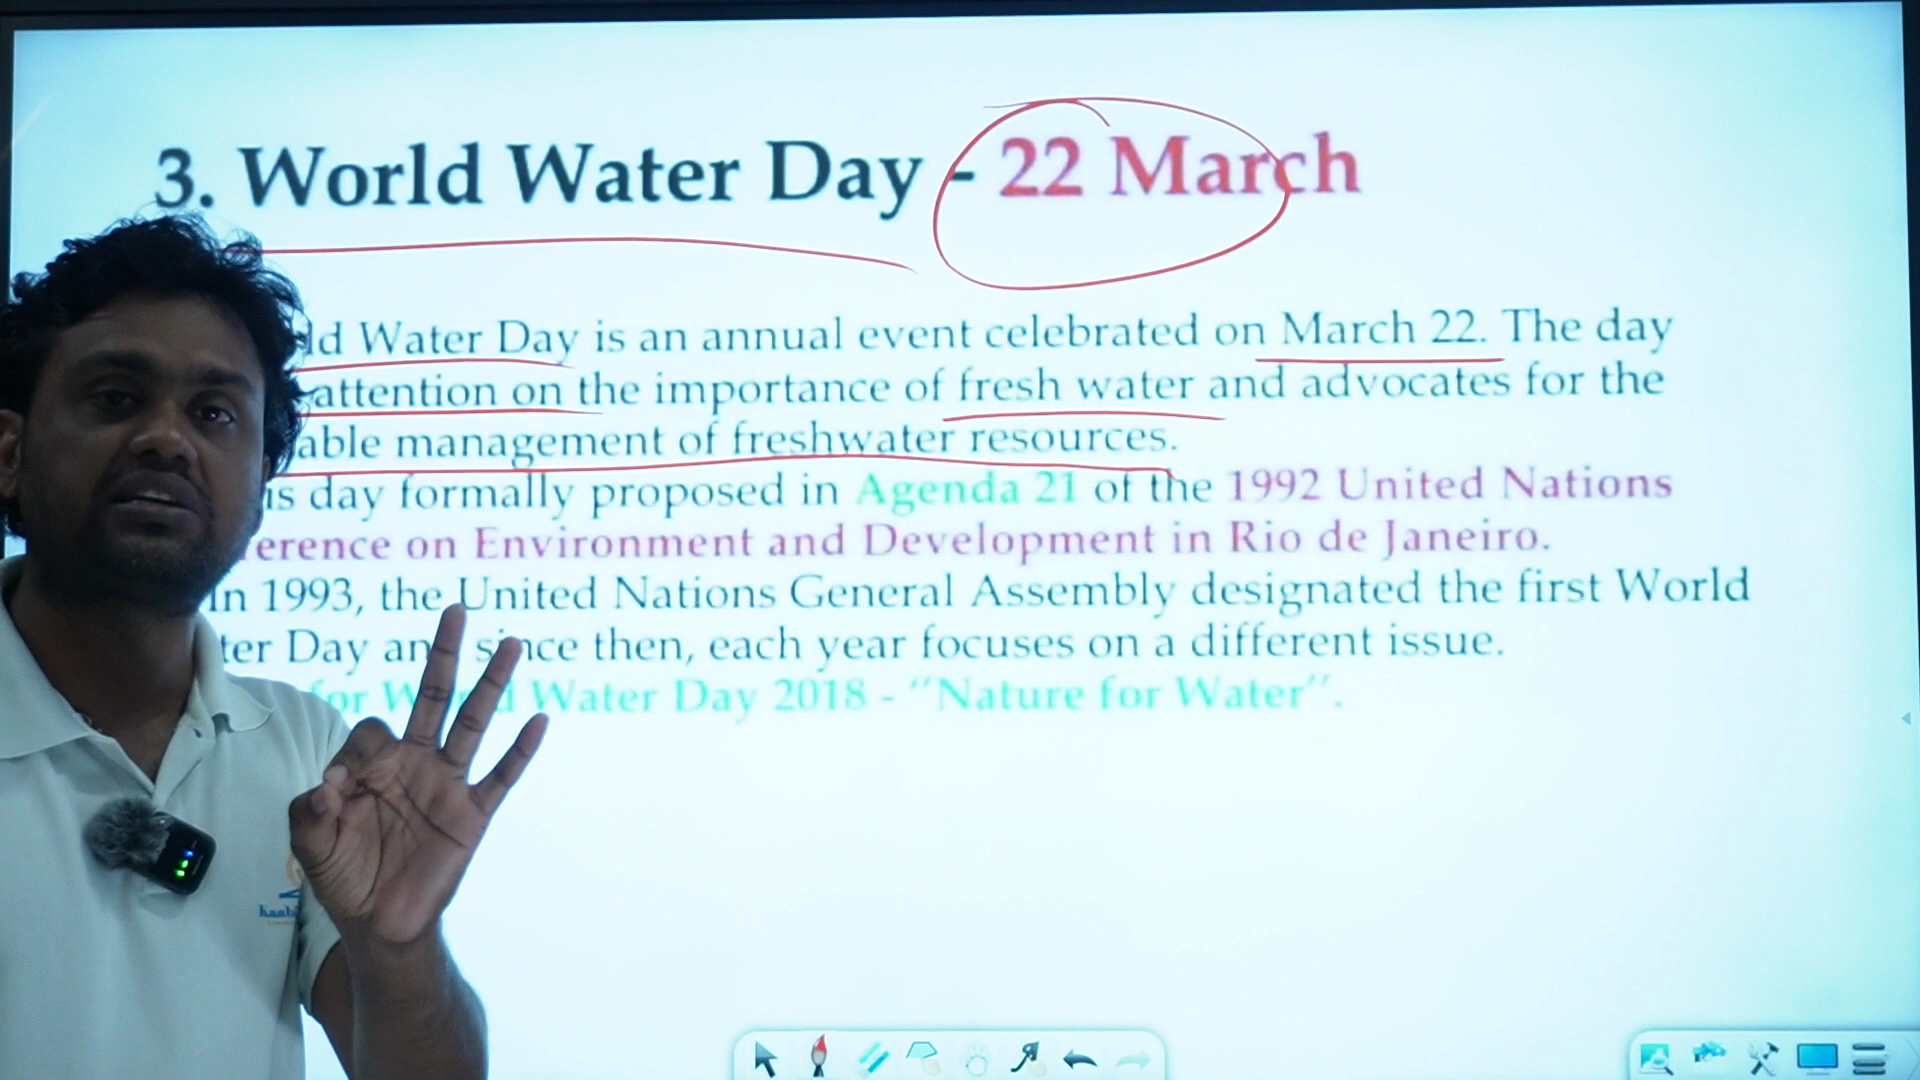 3. World Water Day - 22 March
ld Water Day is an annual event celebrated on March 22. The day
attention on the importance of fresh water and advocates for the
able management of freshwater resources.
is day formally proposed in Agenda 21 of the 1992 United Nations
erence on Environment and Development in Rio de Janeiro.
In 1993, the United Nations General Assembly designated the first World
ter Day an since then, each year focuses on a different issue.
for W Water Day 2018 - "Nature for Water".